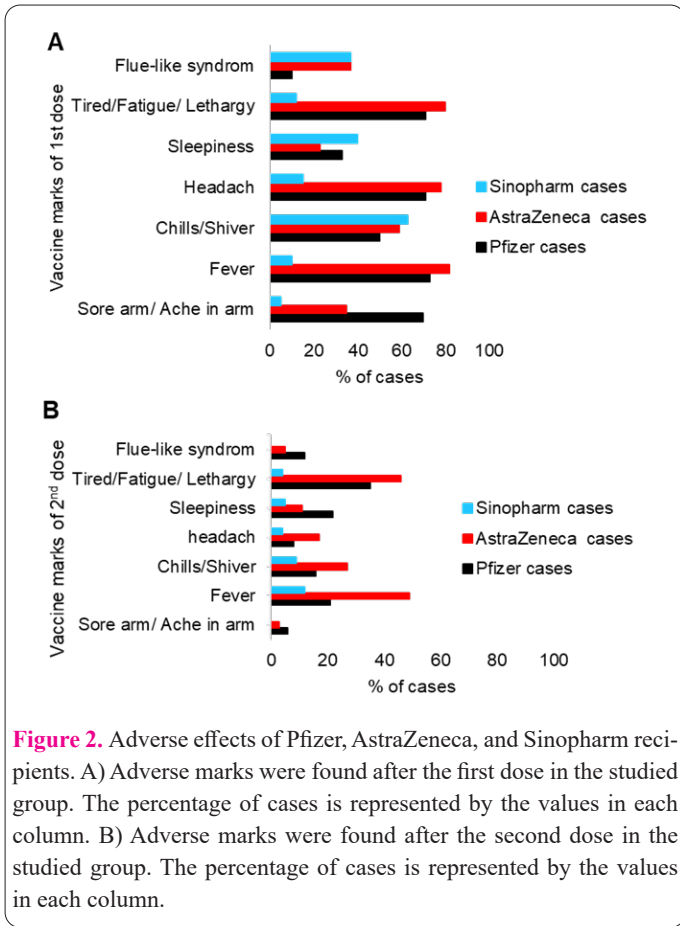 A
Vaccine marks of 1st dose
Flue-like syndrom
Tired/Fatigue/ Lethargy
Sleepiness
Headach
Chills/Shiver
Fever
Sore arm/ Ache in arm
0 20 40 60 80 100
% of cases
Sinopharm cases
AstraZeneca cases
Pfizer cases
B
Vaccine marks of 2nd dose
Flue-like syndrom
Tired/Fatigue/ Lethargy
Sleepiness
headach
Chills/Shiver
Fever
Sore arm/ Ache in arm
0 20 40 60 80 100
% of cases
Sinopharm cases
AstraZeneca cases
Pfizer cases
Figure 2. Adverse effects of Pfizer, AstraZeneca, and Sinopharm reci-
pients. A) Adverse marks were found after the first dose in the studied
group. The percentage of cases is represented by the values in each
column. B) Adverse marks were found after the second dose in the
studied group. The percentage of cases is represented by the values
in each column.